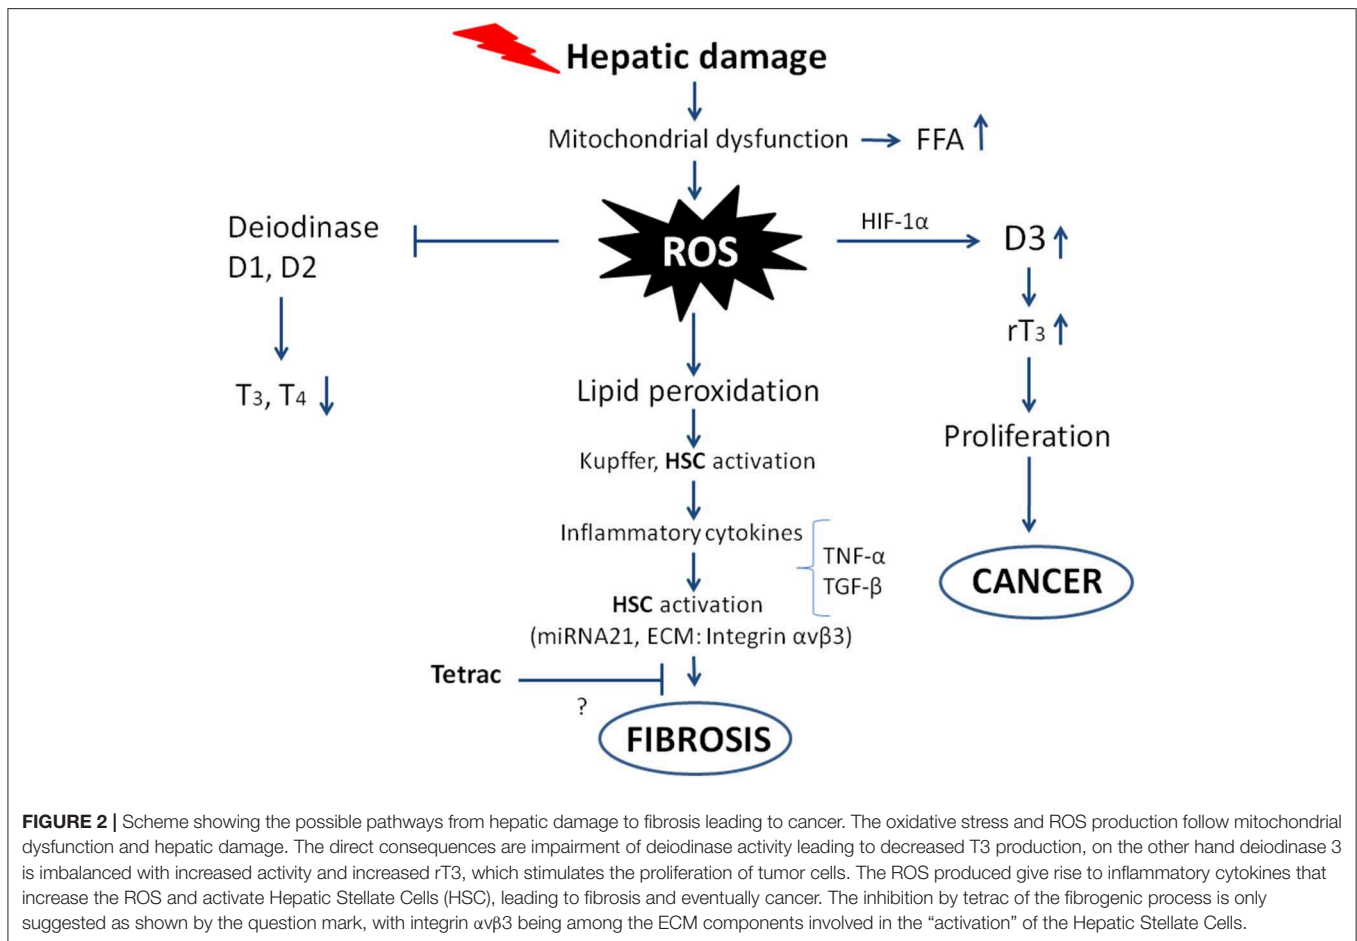 Hepatic damage
Mitochondrial dysfunction
FFA
Deiodinase
D1, D2
ROS
HIF-1α
D3
rT3
T3, T4
Lipid peroxidation
Proliferation
Kupffer, HSC activation
Inflammatory cytokines
TNF-α
TGF-β
CANCER
HSC activation
(miRNA21, ECM: Integrin αvβ3)
Tetrac
?
FIBROSIS
FIGURE 2 | Scheme showing the possible pathways from hepatic damage to fibrosis leading to cancer. The oxidative stress and ROS production follow mitochondrial
dysfunction and hepatic damage. The direct consequences are impairment of deiodinase activity leading to decreased T3 production, on the other hand deiodinase 3
is imbalanced with increased activity and increased rT3, which stimulates the proliferation of tumor cells. The ROS produced give rise to inflammatory cytokines that
increase the ROS and activate Hepatic Stellate Cells (HSC), leading to fibrosis and eventually cancer. The inhibition by tetrac of the fibrogenic process is only
suggested as shown by the question mark, with integrin αvβ3 being among the ECM components involved in the “activation” of the Hepatic Stellate Cells.